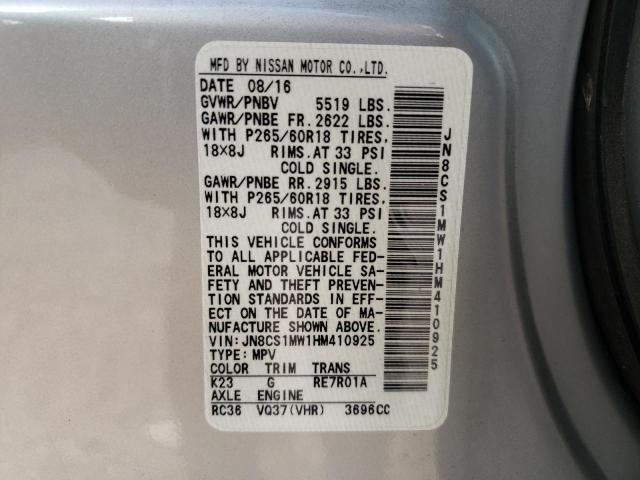 MFD BY NISSAN MOTOR CO.,LTD.
DATE 08/16
GVWR/PNBV 5519 LBS.
GAWR/PNBE FR. 2622 LBS.
WITH P265/60R18 TIRES,
18×8J RIMS.AT 33 PSI
COLD SINGLE.
GAWR/PNBE RR. 2915 LBS.
WITH P265/60R18 TIRES,
18×8J RIMS.AT 33 PSI
COLD SINGLE.
THIS VEHICLE CONFORMS
TO ALL APPLICABLE FED-
ERAL MOTOR VEHICLE SA-
FETY AND THEFT PREVEN-
TION STANDARDS IN EFF-
ECT ON THE DATE OF MA-
NUFACTURE SHOWN ABOVE.
VIN: JN8CS1MW1HM410925
TYPE: MPV
COLOR TRIM TRANS
K23 G RE7R01A
AXLE ENGINE
RC36 VQ37(VHR) 3696CC
JN8CS1MW1HM410925